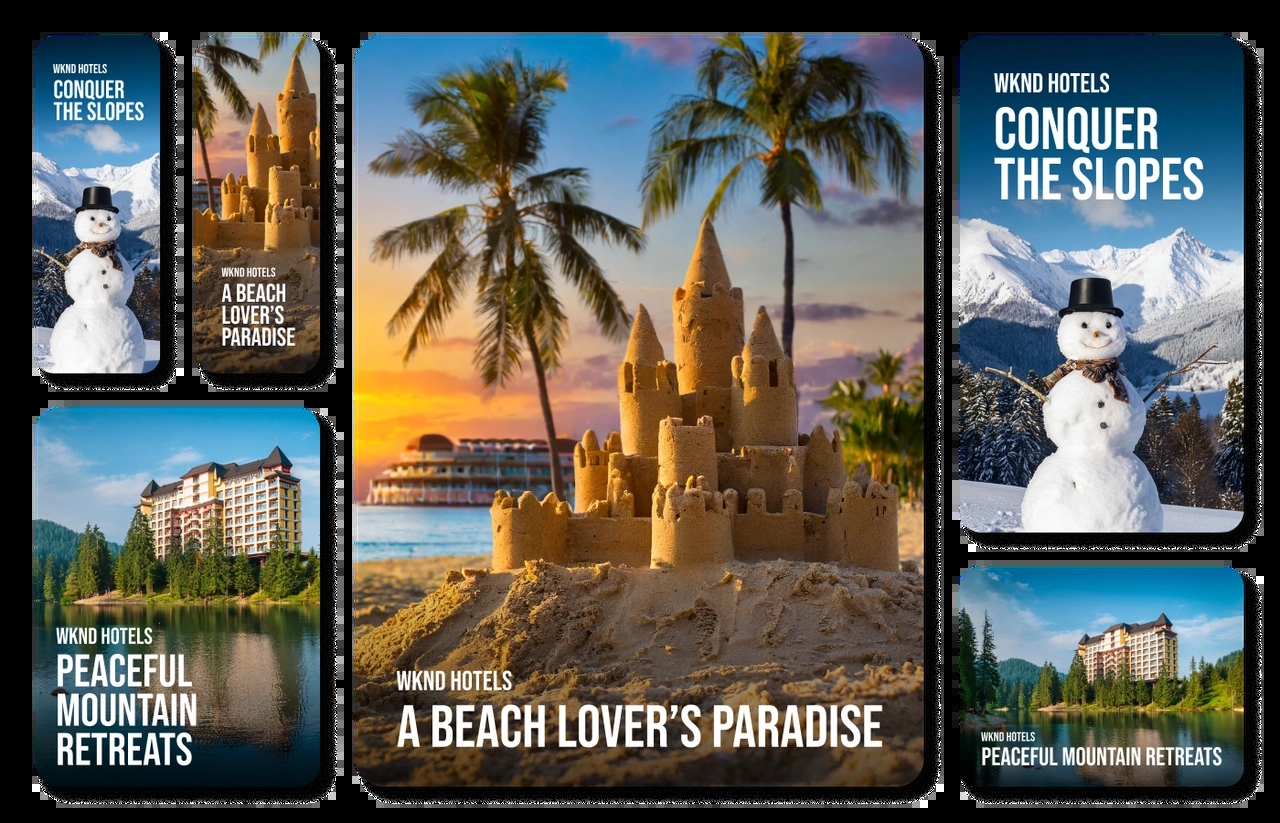 WKND HOTELS
CONQUER
THE SLOPES
WKND HOTELS
A BEACH
LOVER'S
PARADISE
WKND HOTELS
PEACEFUL
MOUNTAIN
RETREATS
WKND HOTELS
A BEACH LOVER’S PARADISE
WKND HOTELS
CONQUER
THE SLOPES
WKND HOTELS
PEACEFUL MOUNTAIN RETREATS